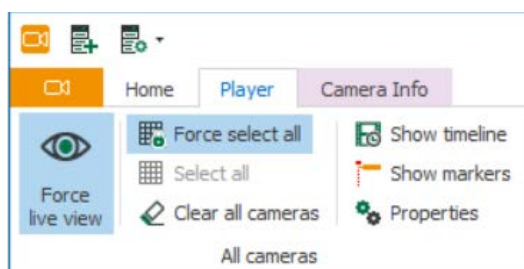 Home Player Camera Info
Force live view
Force select all
Select all
Clear all cameras
Show timeline
Show markers
Properties
All cameras